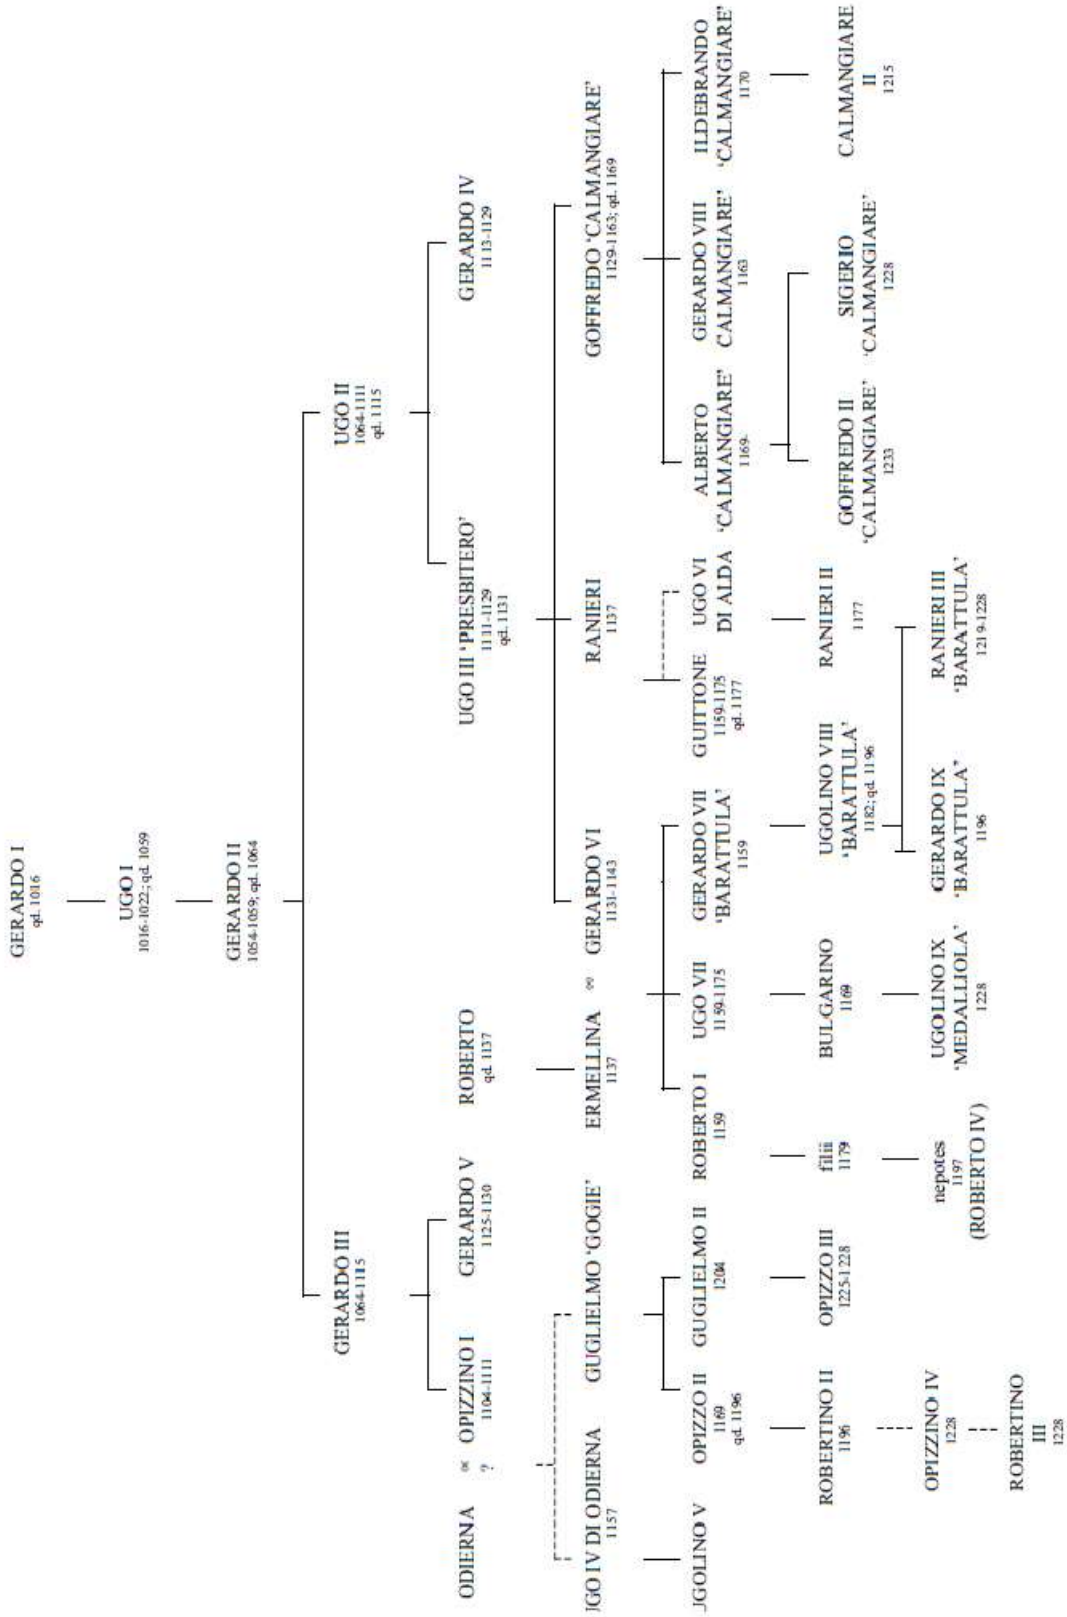 GERARDO I
qd. 1016
UGO I
1016-1022; qd. 1059
GERARDO II
1054-1059; qd. 1064
GERARDO III
1064-1115
UGO II
1064-1111
qd. 1115
ODIERNA
∞
?
OPIZZINO I
1104-1111
GERARDO V
1125-1130
ROBERTO
qd. 1137
UGO III ‘PRESBITERO’
1111-1129
qd. 1131
GERARDO IV
1113-1129
UGO IV DI ODIERNA
1157
GUGLIELMO ‘GOGIE’
ERMELLINA
1137
∞
GERARDO VI
1131-1143
RANIERI
1137
GOFFREDO ‘CALMANGIARE’
1129-1163; qd. 1169
UGOLINO V
OPIZZO II
1169
qd. 1196
GUGLIELMO II
1204
ROBERTO I
1159
UGO VII
1159-1175
GERARDO VII
‘BARATTULA’
1159
GUITTONE
1159-1175
qd. 1177
UGO VI
DI ALDA
ALBERTO
‘CALMANGIARE’
1169-
GERARDO VIII
CALMANGIARE’
1163
ILDEBRANDO
‘CALMANGIARE’
1170
ROBERTINO II
1196
OPIZZO III
1225-1228
filii
1179
BULGARINO
1169
UGOLINO VIII
‘BARATTULA’
1182; qd. 1196
RANIERI II
1177
GOFFREDO II
‘CALMANGIARE’
1233
SIGERIO
‘CALMANGIARE’
1228
CALMANGIARE
II
1215
OPIZZINO IV
1228
nepotes
1197
(ROBERTO IV)
UGOLINO IX
‘MEDALLIOLA’
1228
GERARDO IX
‘BARATTULA”
1196
RANIERI III
‘BARATTULA’
1219-1228
ROBERTINO
III
1228